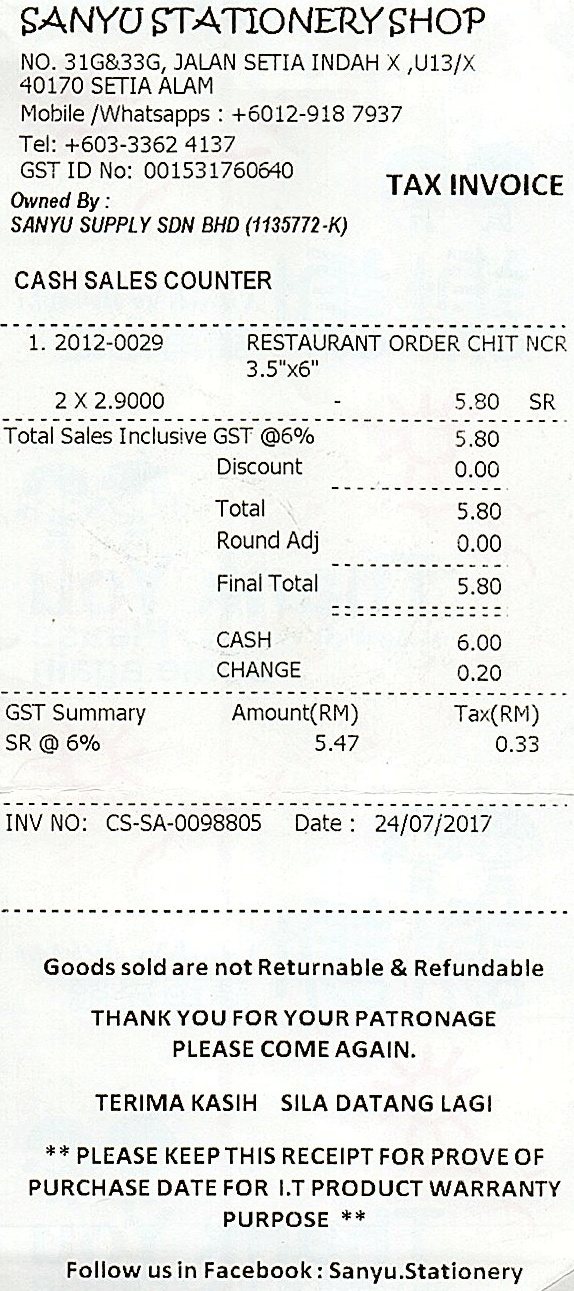 SANYU STATIONERY SHOP
NO. 31G&33G, JALAN SETIA INDAH X ,U13/X
40170 SETIA ALAM
Mobile /Whatsapps : +6012-918 7937
Tel: +603-3362 4137
GST ID No: 001531760640
TAX INVOICE
Owned By :
SANYU SUPPLY SDN BHD (1135772-K)
CASH SALES COUNTER
1. 2012-0029 RESTAURANT ORDER CHIT NCR
3.5"x6"
2 X 2.9000 - 5.80 SR
Total Sales Inclusive GST @6% 5.80
Discount 0.00
Total 5.80
Round Adj 0.00
Final Total 5.80
CASH 6.00
CHANGE 0.20
GST Summary Amount(RM) Tax(RM)
SR @ 6% 5.47 0.33
INV NO: CS-SA-0098805 Date : 24/07/2017
Goods sold are not Returnable & Refundable
THANK YOU FOR YOUR PATRONAGE
PLEASE COME AGAIN.
TERIMA KASIH SILA DATANG LAGI
** PLEASE KEEP THIS RECEIPT FOR PROVE OF
PURCHASE DATE FOR I.T PRODUCT WARRANTY
PURPOSE **
Follow us in Facebook : Sanyu.Stationery